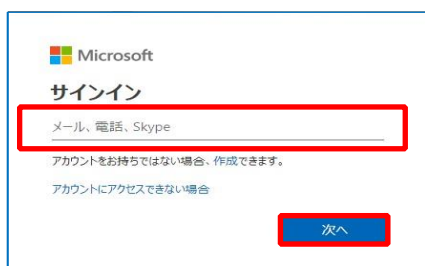 Microsoft
サインイン
メール、電話、Skype
アカウントをお持ちではない場合、作成できます。
アカウントにアクセスできない場合
次へ